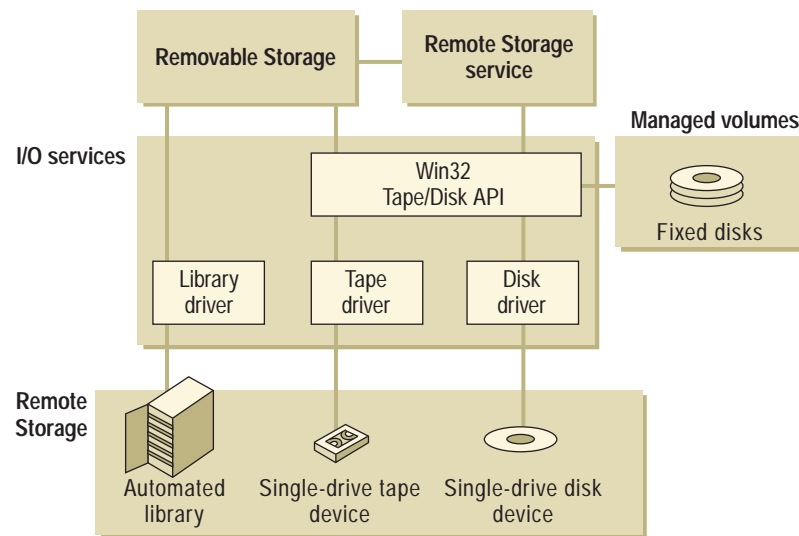 Removable Storage
Remote Storage
service
Managed volumes
I/O services
Win32
Tape/Disk API
Fixed disks
Library
driver
Tape
driver
Disk
driver
Remote
Storage
Automated
library
Single-drive tape
device
Single-drive disk
device